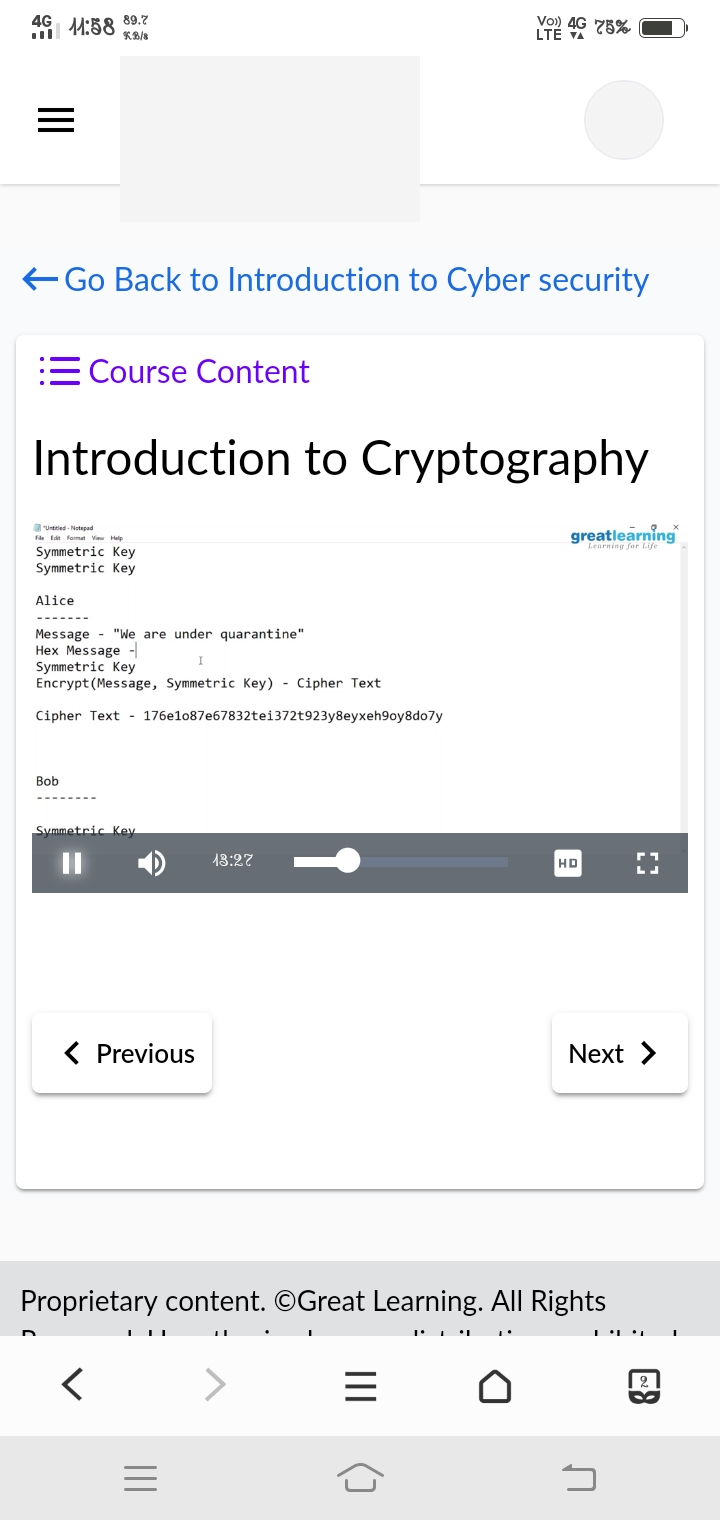 4G 11:58 89.7 K.B/s Vo)) LTE 4G 75%
Go Back to Introduction to Cyber security
Course Content
Introduction to Cryptography
*Untitled - Notepad
File Edit Format View Help
greatlearning
Learning for Life
Symmetric Key
Symmetric Key
Alice
-------
Message - "We are under quarantine"
Hex Message -
Symmetric Key
Encrypt(Message, Symmetric Key) - Cipher Text
Cipher Text - 176e1o87e67832tei372t923y8eyxeh9oy8do7y
Bob
--------
Symmetric Key
13:27 HD
Previous Next
Proprietary content. ©Great Learning. All Rights
2